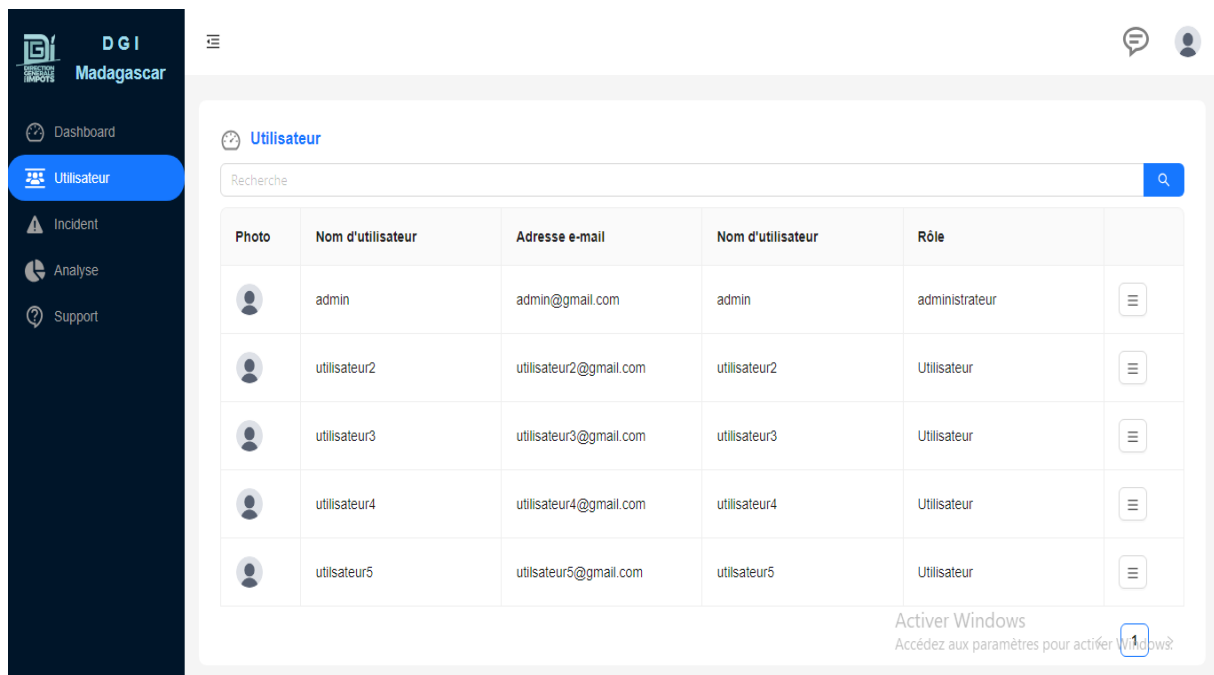 D G I
Madagascar
DIRECTION
GENERALE
IMPOTS
Dashboard
Utilisateur
Incident
Analyse
Support
Utilisateur
Recherche
Photo Nom d'utilisateur Adresse e-mail Nom d'utilisateur Rôle
admin admin@gmail.com admin administrateur
utilisateur2 utilisateur2@gmail.com utilisateur2 Utilisateur
utilisateur3 utilisateur3@gmail.com utilisateur3 Utilisateur
utilisateur4 utilisateur4@gmail.com utilisateur4 Utilisateur
utilsateur5 utilsateur5@gmail.com utilsateur5 Utilisateur
Activer Windows
Accédez aux paramètres pour activer Windows.
1